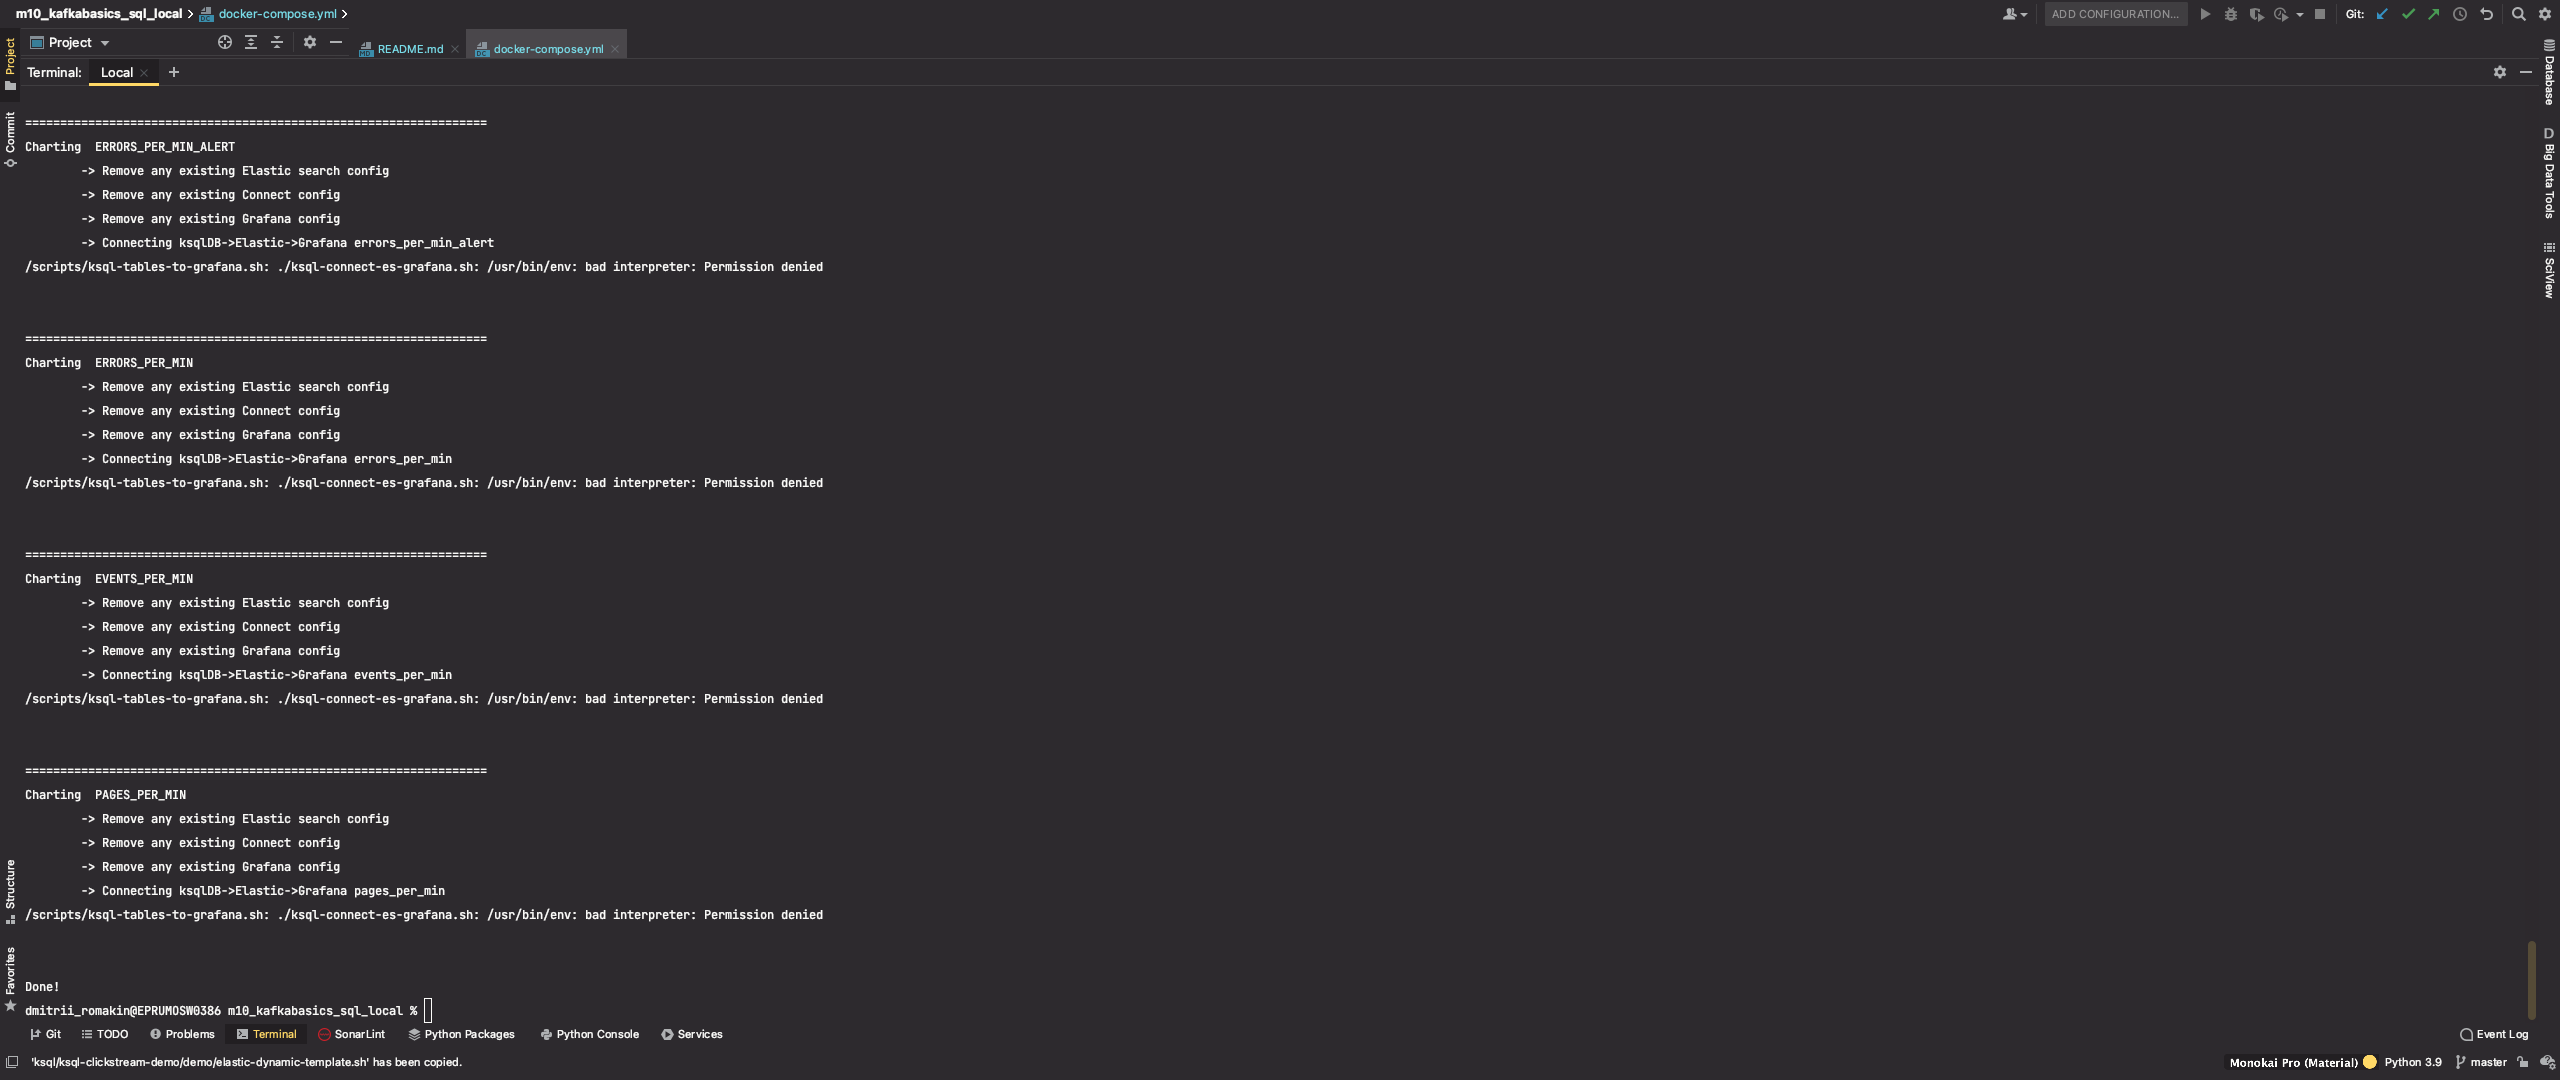 m10_kafkabasics_sql_local
docker-compose.yml
ADD CONFIGURATION...
Git:
Project
README.md
docker-compose.yml
Terminal:
Local
==================================================================
Charting  ERRORS_PER_MIN_ALERT
-> Remove any existing Elastic search config
-> Remove any existing Connect config
-> Remove any existing Grafana config
-> Connecting ksqlDB->Elastic->Grafana errors_per_min_alert
/scripts/ksql-tables-to-grafana.sh: ./ksql-connect-es-grafana.sh: /usr/bin/env: bad interpreter: Permission denied
==================================================================
Charting  ERRORS_PER_MIN
-> Remove any existing Elastic search config
-> Remove any existing Connect config
-> Remove any existing Grafana config
-> Connecting ksqlDB->Elastic->Grafana errors_per_min
/scripts/ksql-tables-to-grafana.sh: ./ksql-connect-es-grafana.sh: /usr/bin/env: bad interpreter: Permission denied
==================================================================
Charting  EVENTS_PER_MIN
-> Remove any existing Elastic search config
-> Remove any existing Connect config
-> Remove any existing Grafana config
-> Connecting ksqlDB->Elastic->Grafana events_per_min
/scripts/ksql-tables-to-grafana.sh: ./ksql-connect-es-grafana.sh: /usr/bin/env: bad interpreter: Permission denied
==================================================================
Charting  PAGES_PER_MIN
-> Remove any existing Elastic search config
-> Remove any existing Connect config
-> Remove any existing Grafana config
-> Connecting ksqlDB->Elastic->Grafana pages_per_min
/scripts/ksql-tables-to-grafana.sh: ./ksql-connect-es-grafana.sh: /usr/bin/env: bad interpreter: Permission denied
Done!
dmitrii_romakin@EPRUMOSW0386 m10_kafkabasics_sql_local %
Project
Commit
Structure
Favorites
Database
D Big Data Tools
SciView
Git
TODO
Problems
Terminal
SonarLint
Python Packages
Python Console
Services
Event Log
'ksql/ksql-clickstream-demo/demo/elastic-dynamic-template.sh' has been copied.
Monokai Pro (Material)
Python 3.9
master